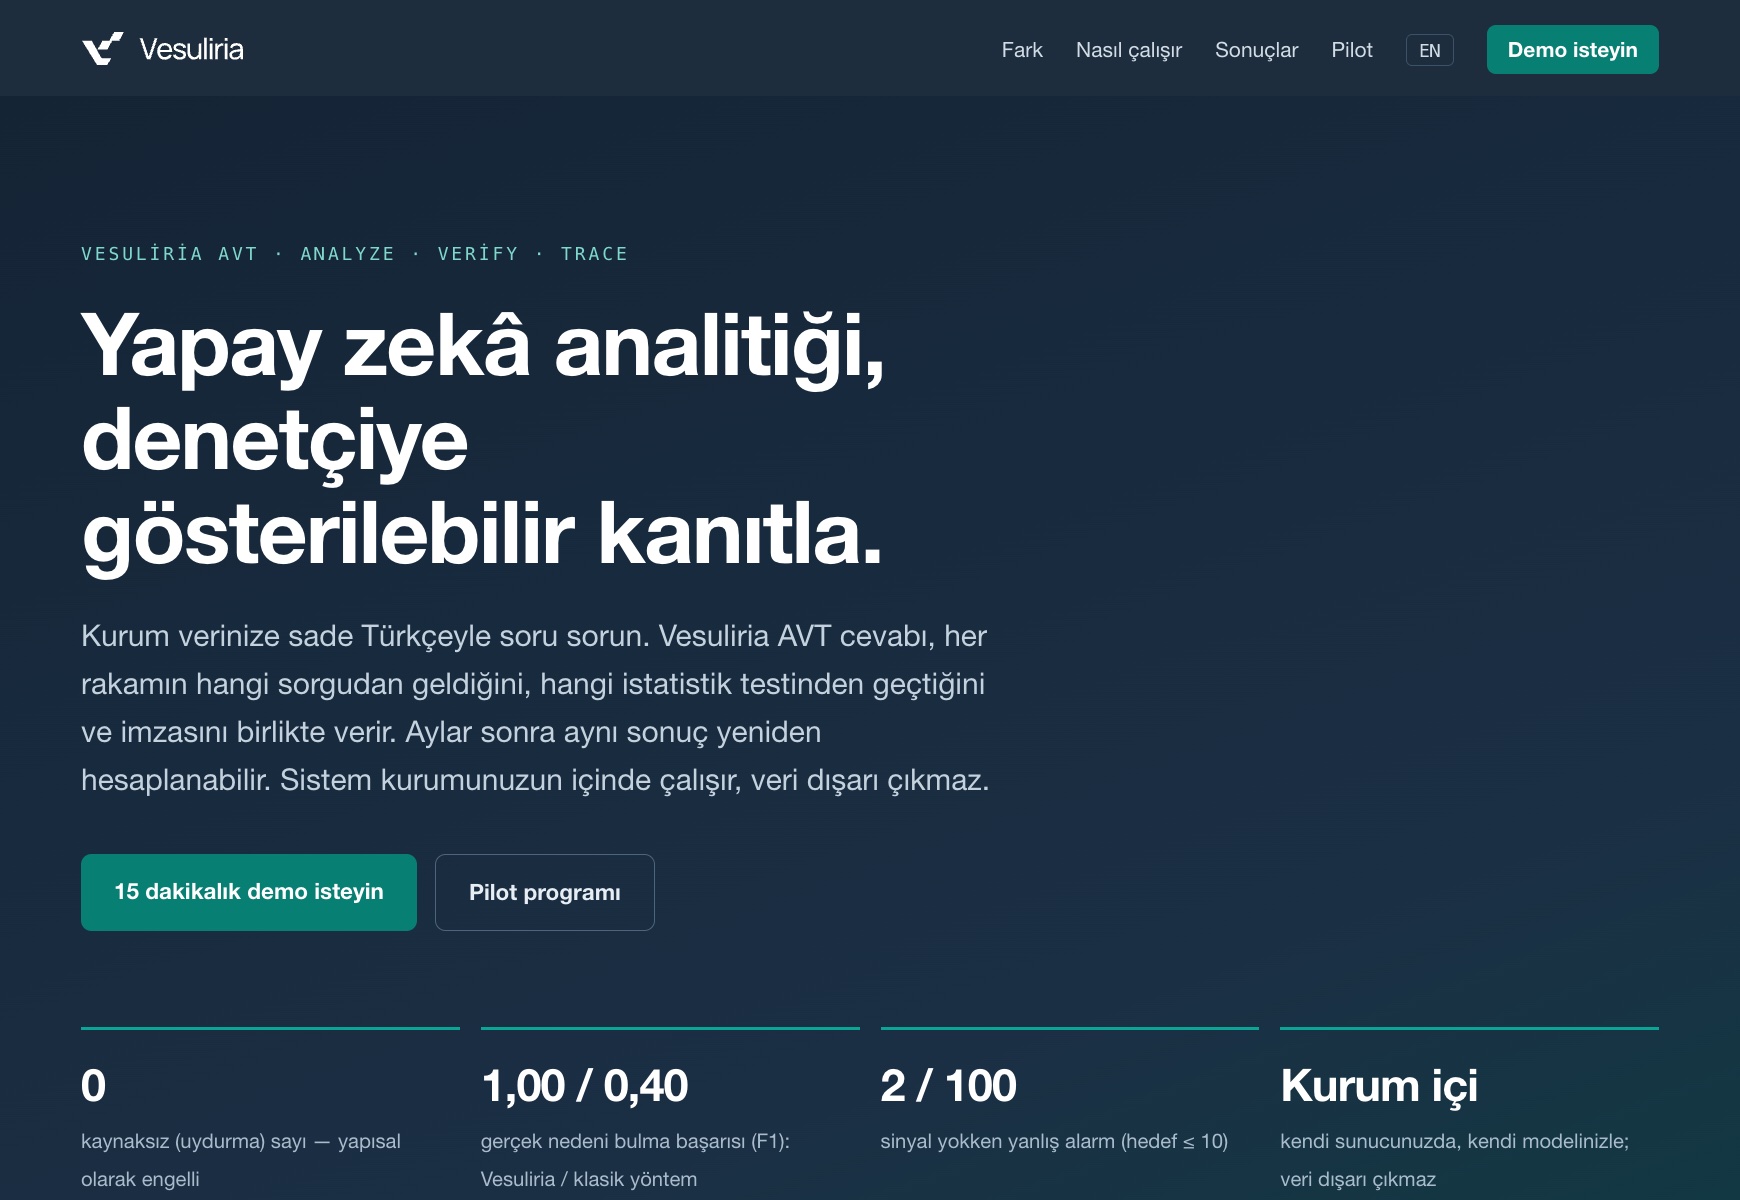 Vesuliria
Fark
Nasıl çalışır
Sonuçlar
Pilot
EN
Demo isteyin
VESULİRİA AVT · ANALYZE · VERİFY · TRACE
Yapay zekâ analitiği,
denetçiye
gösterilebilir kanıtla.
Kurum verinize sade Türkçeyle soru sorun. Vesuliria AVT cevabı, her
rakamın hangi sorgudan geldiğini, hangi istatistik testinden geçtiğini
ve imzasını birlikte verir. Aylar sonra aynı sonuç yeniden
hesaplanabilir. Sistem kurumunuzun içinde çalışır, veri dışarı çıkmaz.
15 dakikalık demo isteyin
Pilot programı
0
kaynaksız (uydurma) sayı — yapısal
olarak engelli
1,00 / 0,40
gerçek nedeni bulma başarısı (F1):
Vesuliria / klasik yöntem
2 / 100
sinyal yokken yanlış alarm (hedef ≤ 10)
Kurum içi
kendi sunucunuzda, kendi modelinizle;
veri dışarı çıkmaz